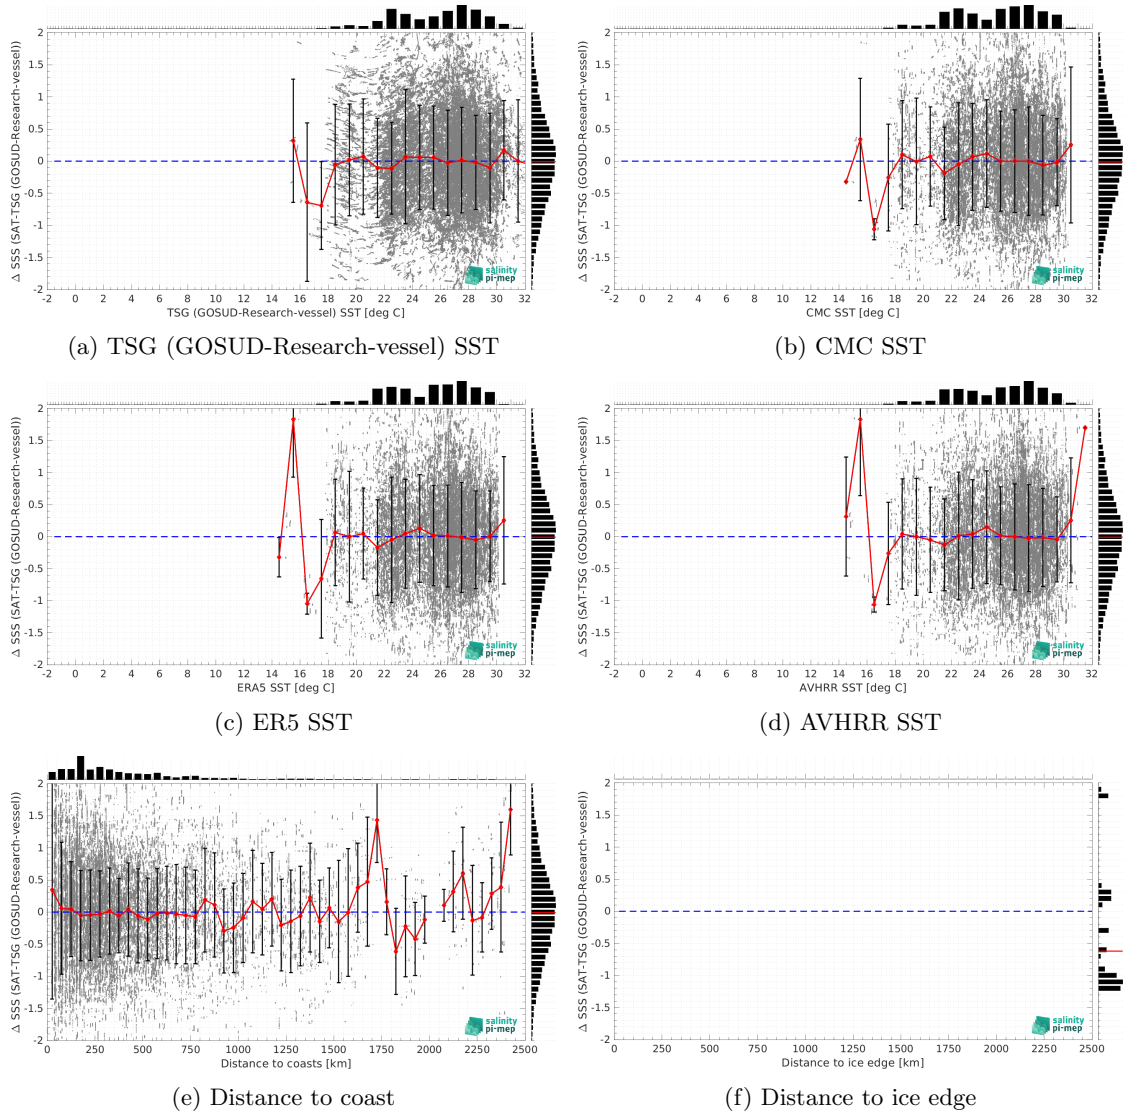 2
1.5
1
0.5
0
-0.5
-1
-1.5
-2
Δ SSS (SAT-TSG (GOSUD-Research-vessel))
salinity
pi-mep
-2 0 2 4 6 8 10 12 14 16 18 20 22 24 26 28 30 32
TSG (GOSUD-Research-vessel) SST [deg C]
(a) TSG (GOSUD-Research-vessel) SST
2
1.5
1
0.5
0
-0.5
-1
-1.5
-2
Δ SSS (SAT-TSG (GOSUD-Research-vessel))
salinity
pi-mep
-2 0 2 4 6 8 10 12 14 16 18 20 22 24 26 28 30 32
CMC SST [deg C]
(b) CMC SST
2
1.5
1
0.5
0
-0.5
-1
-1.5
-2
Δ SSS (SAT-TSG (GOSUD-Research-vessel))
salinity
pi-mep
-2 0 2 4 6 8 10 12 14 16 18 20 22 24 26 28 30 32
ERA5 SST [deg C]
(c) ER5 SST
2
1.5
1
0.5
0
-0.5
-1
-1.5
-2
Δ SSS (SAT-TSG (GOSUD-Research-vessel))
salinity
pi-mep
-2 0 2 4 6 8 10 12 14 16 18 20 22 24 26 28 30 32
AVHRR SST [deg C]
(d) AVHRR SST
2
1.5
1
0.5
0
-0.5
-1
-1.5
-2
Δ SSS (SAT-TSG (GOSUD-Research-vessel))
salinity
pi-mep
0 250 500 750 1000 1250 1500 1750 2000 2250 2500
Distance to coasts [km]
(e) Distance to coast
2
1.5
1
0.5
0
-0.5
-1
-1.5
-2
Δ SSS (SAT-TSG (GOSUD-Research-vessel))
salinity
pi-mep
0 250 500 750 1000 1250 1500 1750 2000 2250 2500
Distance to ice edge [km]
(f) Distance to ice edge